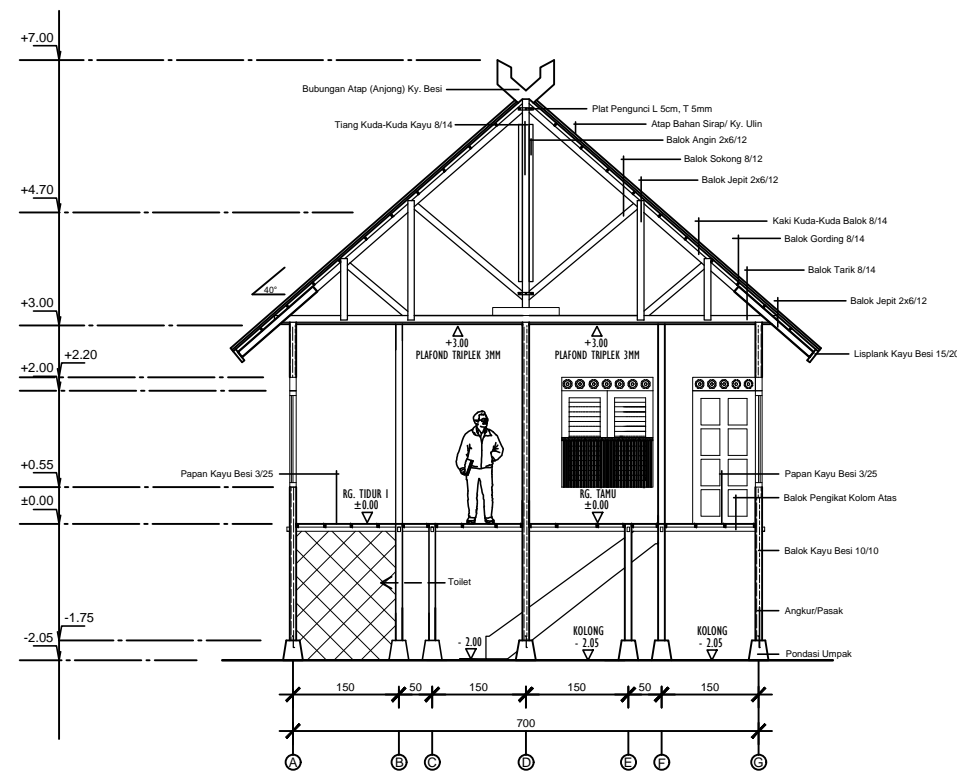 +7.00
Bubungan Atap (Anjong) Ky. Besi
Plat Pengunci L 5cm, T 5mm
Tiang Kuda-Kuda Kayu 8/14
Atap Bahan Sirap/ Ky. Ulin
Balok Angin 2x6/12
Balok Sokong 8/12
Balok Jepit 2x6/12
+4.70
Kaki Kuda-Kuda Balok 8/14
Balok Gording 8/14
Balok Tarik 8/14
40°
+3.00
Balok Jepit 2x6/12
+3.00
PLAFOND TRIPLEK 3MM
+3.00
PLAFOND TRIPLEK 3MM
+2.20
Lisplank Kayu Besi 15/20
+2.00
+0.55
Papan Kayu Besi 3/25
Papan Kayu Besi 3/25
RG. TIDUR I
±0.00
RG. TAMU
±0.00
±0.00
Balok Pengikat Kolom Atas
Balok Kayu Besi 10/10
Toilet
Angkur/Pasak
-1.75
-2.05
- 2.00
KOLONG
- 2.05
KOLONG
- 2.05
Pondasi Umpak
150 50 150 150 50 150
700
A B C D E F G